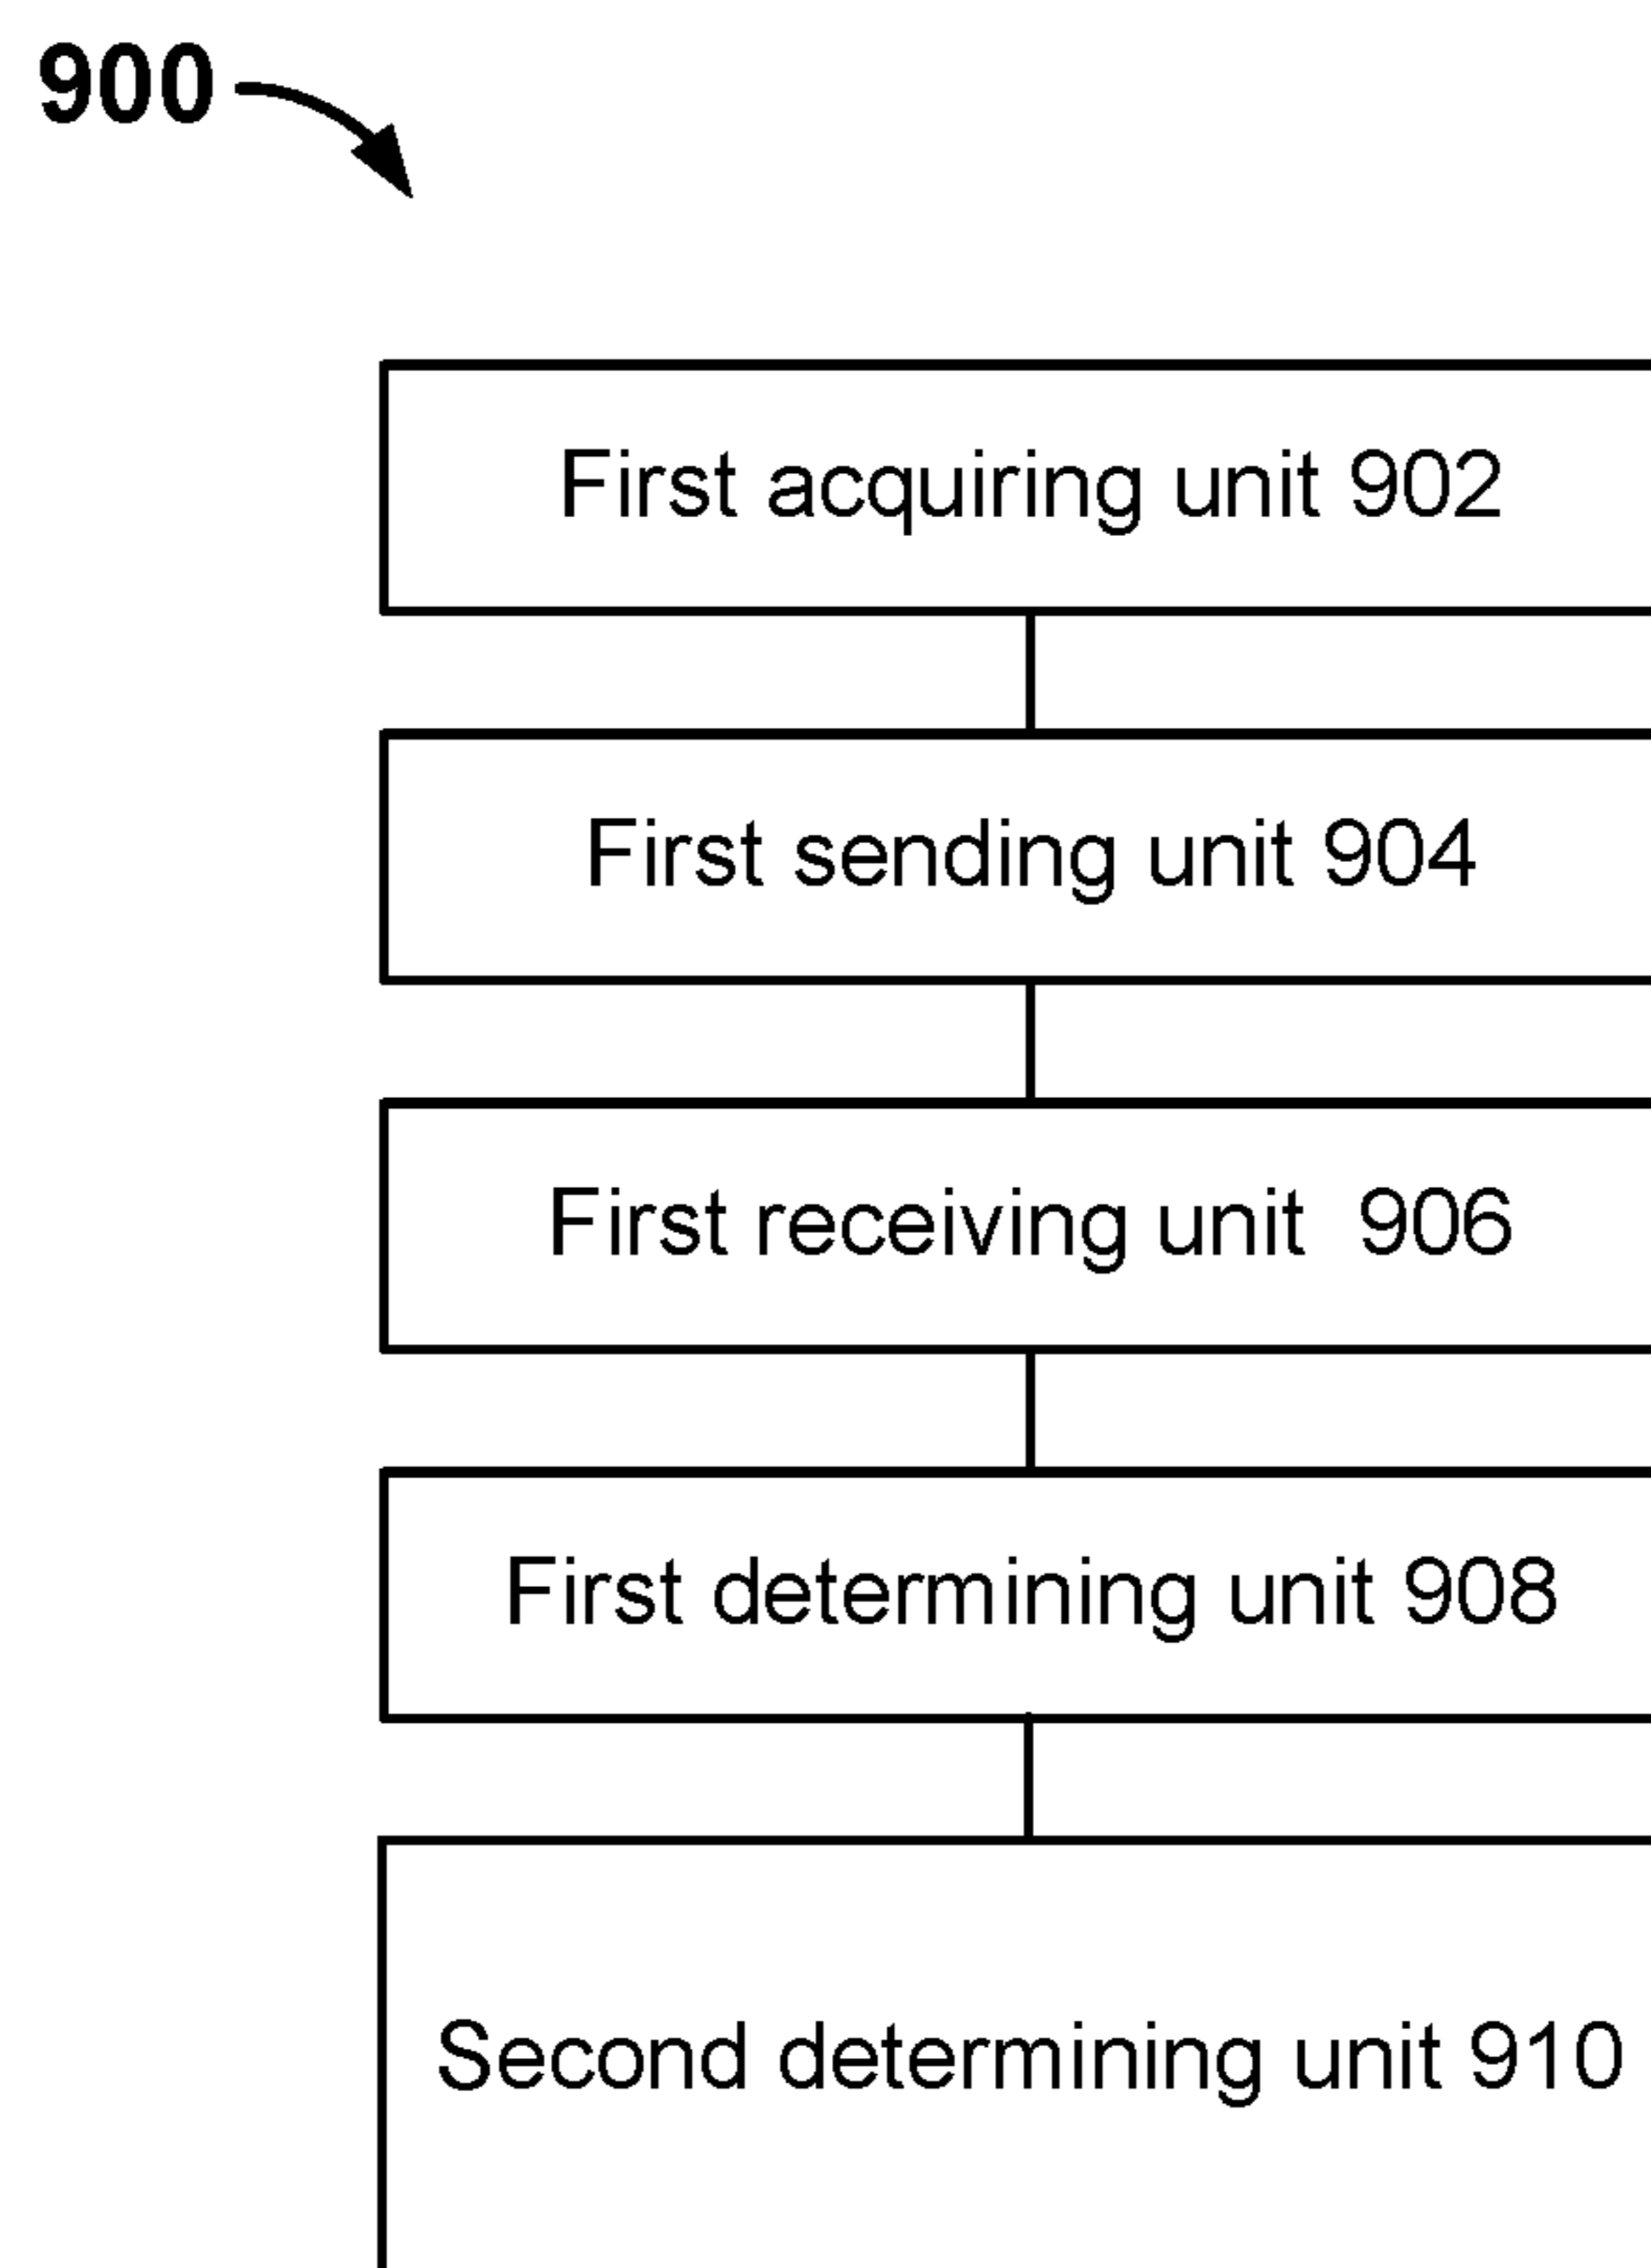 900
First acquiring unit 902
First sending unit 904
First receiving unit  906
First determining unit 908
Second determining unit 910